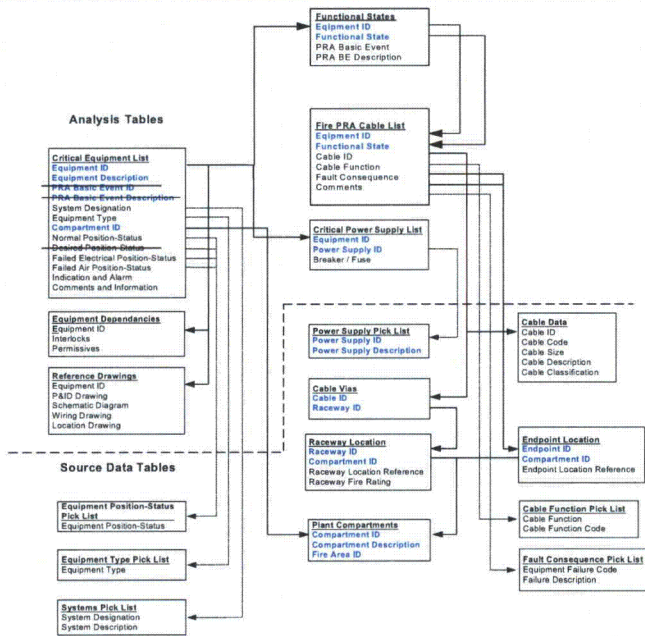 Functional States
Eqipment ID
Functional State
PRA Basic Event
PRA BE Description
Analysis Tables
Critical Equipment List
Equipment ID
Equipment Description
PRA Basic Event ID
PRA Basic Event Description
System Designation
Equipment Type
Compartment ID
Normal Position-Status
Desired Position-Status
Failed Electrical Position-Status
Failed Air Position-Status
Indication and Alarm
Comments and Information
Fire PRA Cable List
Eqipment ID
Functional State
Cable ID
Cable Function
Fault Consequence
Comments
Critical Power Supply List
Equipment ID
Power Supply ID
Breaker / Fuse
Equipment Dependancies
Equipment ID
Interlocks
Permissives
Power Supply Pick List
Power Supply ID
Power Supply Description
Cable Data
Cable ID
Cable Code
Cable Size
Cable Description
Cable Classification
Reference Drawings
Equipment ID
P&ID Drawing
Schematic Diagram
Wiring Drawing
Location Drawing
Cable Vias
Cable ID
Raceway ID
Raceway Location
Raceway ID
Compartment ID
Raceway Location Reference
Raceway Fire Rating
Endpoint Location
Endpoint ID
Compartment ID
Endpoint Location Reference
Source Data Tables
Equipment Position-Status
Pick List
Equipment Position-Status
Plant Compartments
Compartment ID
Compartment Description
Fire Area ID
Cable Function Pick List
Cable Function
Cable Function Code
Equipment Type Pick List
Equipment Type
Fault Consequence Pick List
Equipment Failure Code
Failure Description
Systems Pick List
System Designation
System Description